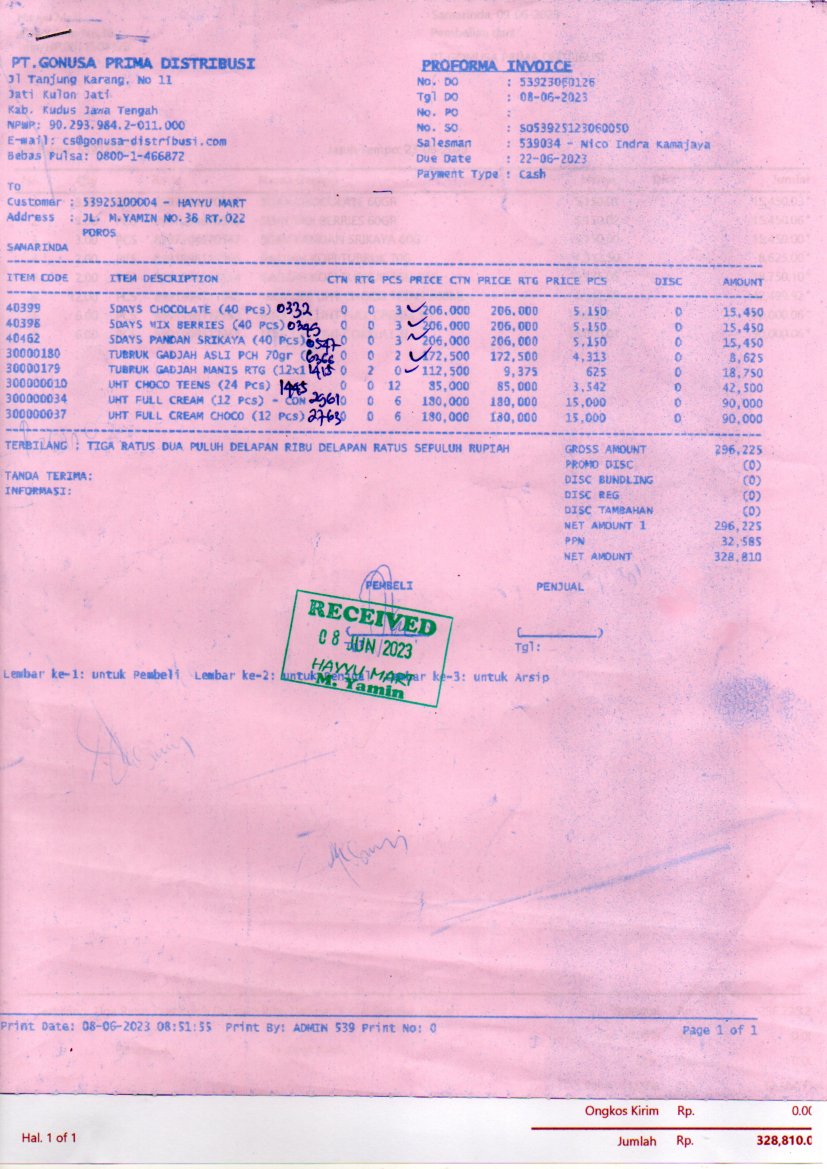 PT.GONUSA PRIMA DISTRIBUSI
Jl Tanjung Karang. No 11
Jati Kulon Jati
Kab. Kudus Jawa Tengah
NPWP: 90.293.984.2-011.000
E-mail: cs@gonusa-distribusi.com
Bebas Pulsa: 0800-1-466872
PROFORMA INVOICE
No. DO : 53923060126
Tgl DO : 08-06-2023
No. PO :
No. SO : SO53925123060050
Salesman : 539034 - Nico Indra Kamajaya
Due Date : 22-06-2023
Payment Type : Cash
To
Customer : 53925100004 - HAYYU MART
Address : JL. M.YAMIN NO.36 RT.022
POROS
SAMARINDA
ITEM CODE ITEM DESCRIPTION CTN RTG PCS PRICE CTN PRICE RTG PRICE PCS DISC AMOUNT
40399 5DAYS CHOCOLATE (40 Pcs) 0332 0 0 3 206,000 206,000 5,150 0 15,450
40398 5DAYS MIX BERRIES (40 Pcs) 0 0 3 206,000 206,000 5,150 0 15,450
40462 5DAYS PANDAN SRIKAYA (40 Pcs) 0547 0 0 3 206,000 206,000 5,150 0 15,450
30000180 TUBRUK GADJAH ASLI PCH 70gr 0 0 2 172,500 172,500 4,313 0 8,625
30000179 TUBRUK GADJAH MANIS RTG (12x1 1415 0 2 0 112,500 9,375 625 0 18,750
300000010 UHT CHOCO TEENS (24 Pcs) 1445 0 0 12 85,000 85,000 3,542 0 42,500
300000034 UHT FULL CREAM (12 Pcs) - CON 2961 0 0 6 180,000 180,000 15,000 0 90,000
300000037 UHT FULL CREAM CHOCO (12 Pcs) 2763 0 0 6 180,000 180,000 15,000 0 90,000
TERBILANG : TIGA RATUS DUA PULUH DELAPAN RIBU DELAPAN RATUS SEPULUH RUPIAH
TANDA TERIMA:
INFORMASI:
GROSS AMOUNT 296,225
PROMO DISC (0)
DISC BUNDLING (0)
DISC REG (0)
DISC TAMBAHAN (0)
NET AMOUNT 1 296,225
PPN 32,585
NET AMOUNT 328,810
PEMBELI PENJUAL
RECEIVED
08 JUN 2023
HAYYU MART
M. Yamin
Tgl:
Lembar ke-1: untuk Pembeli Lembar ke-2: untuk Penjual Lembar ke-3: untuk Arsip
Print Date: 08-06-2023 08:51:55 Print By: ADMIN 539 Print No: 0 Page 1 of 1
Ongkos Kirim Rp. 0.00
Hal. 1 of 1
Jumlah Rp. 328,810.0